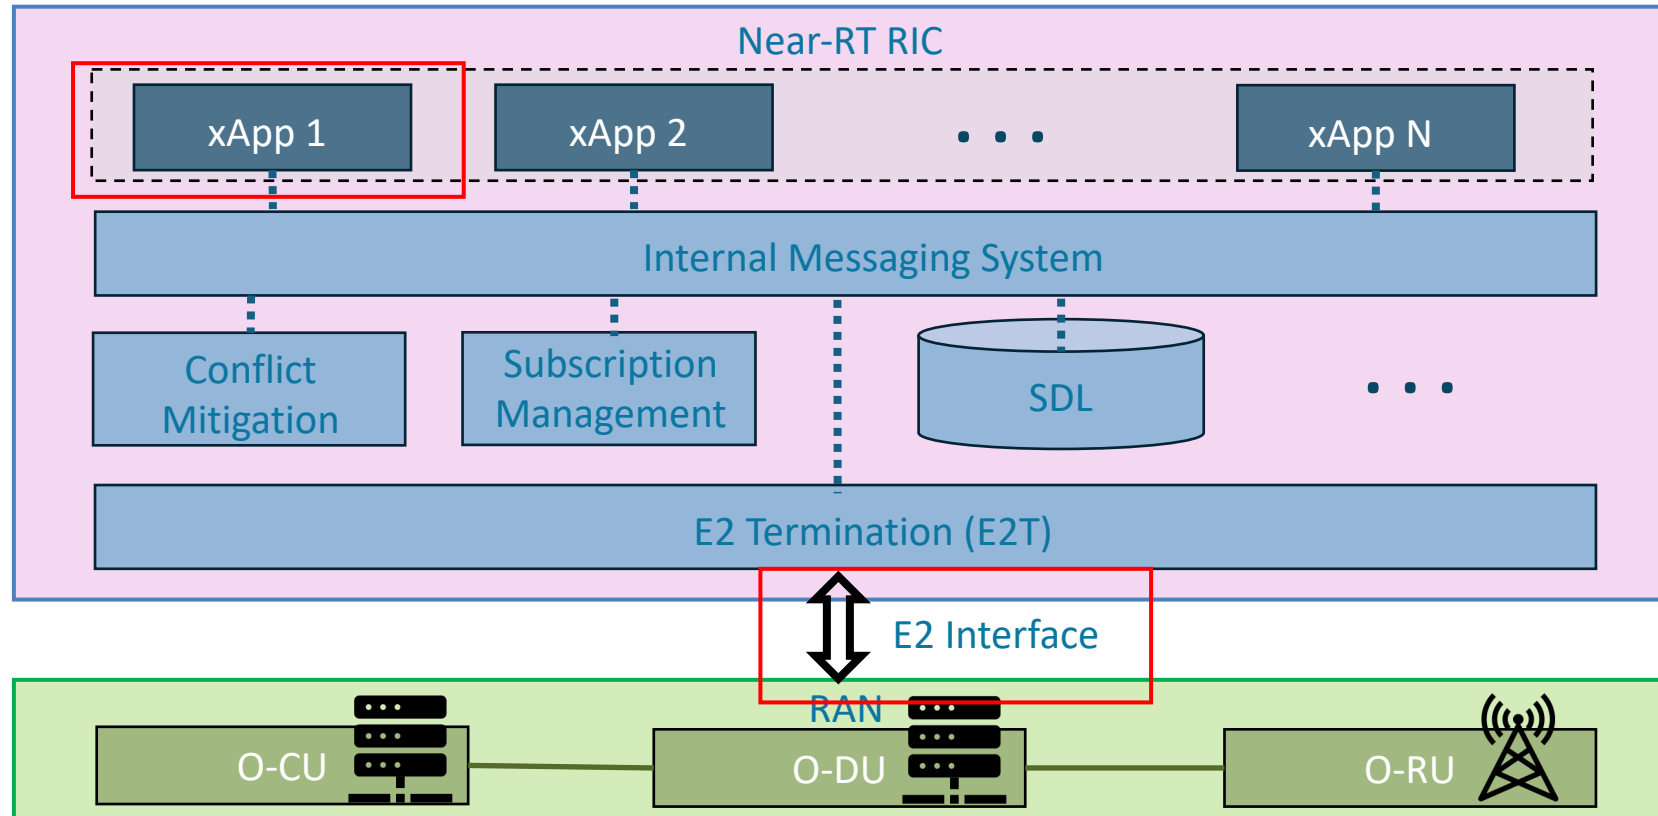 Near-RT RIC
xApp 1
xApp 2
. . .
xApp N
Internal Messaging System
Conflict
Mitigation
Subscription
Management
SDL
. . .
E2 Termination (E2T)
E2 Interface
RAN
O-CU
O-DU
O-RU